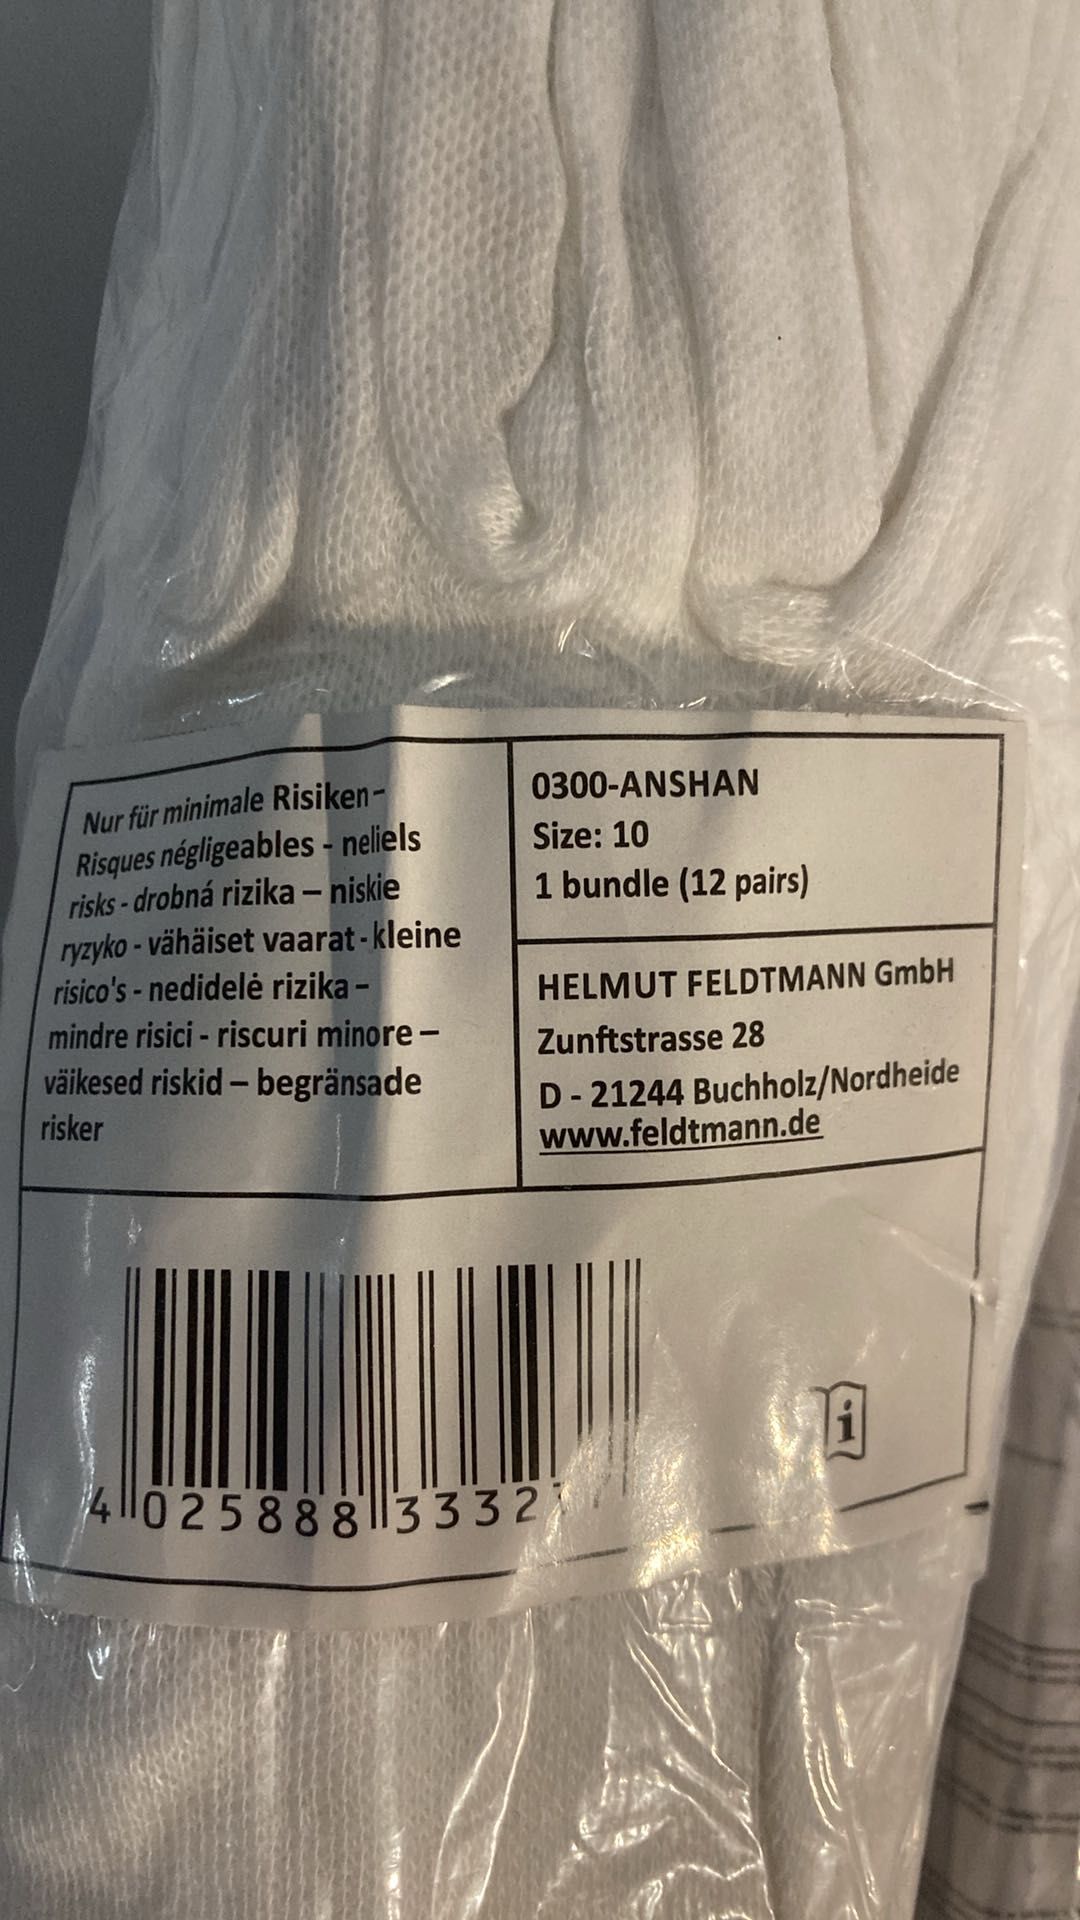 Nur für minimale Risiken-
Risques négligeables - neliels
risks - drobná rizika – niskie
ryzyko - vähäiset vaarat - kleine
risico's - nedidelė rizika –
mindre risici - riscuri minore –
väikesed riskid – begränsade
risker
0300-ANSHAN
Size: 10
1 bundle (12 pairs)
HELMUT FELDTMANN GmbH
Zunftstrasse 28
D - 21244 Buchholz/Nordheide
www.feldtmann.de
i
4 025888 3332